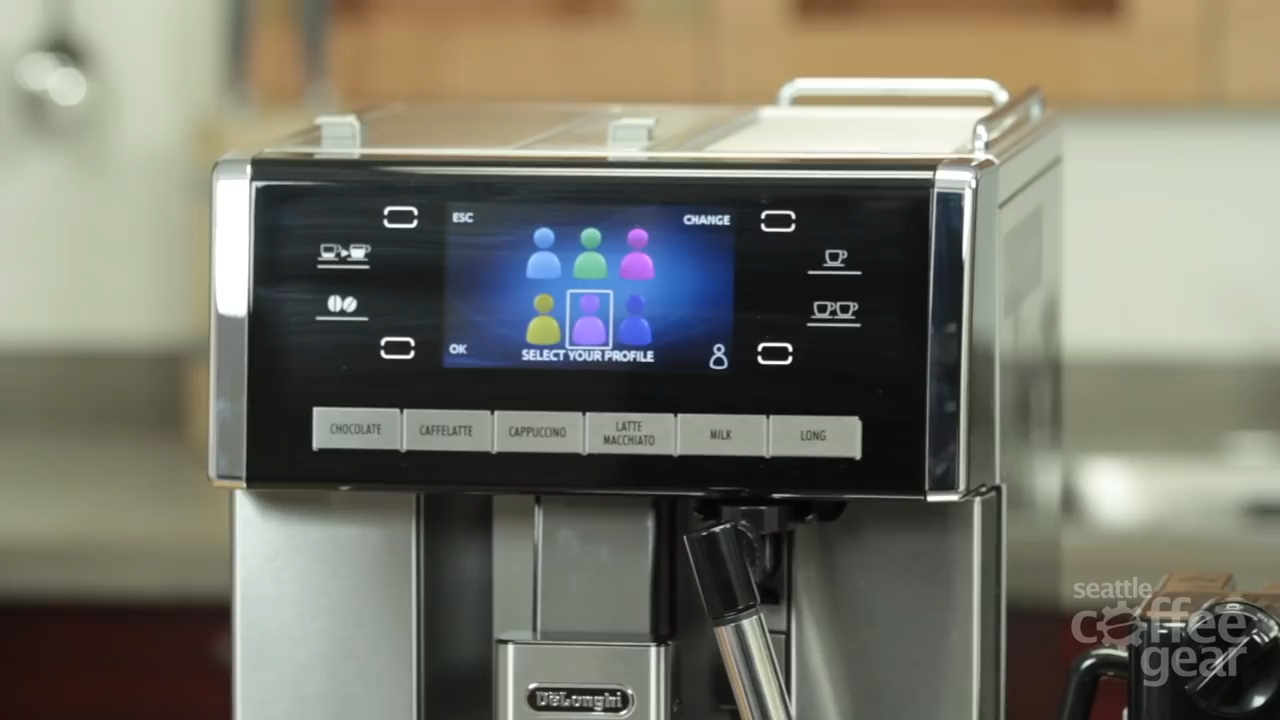 ESC
CHANGE
OK
SELECT YOUR PROFILE
CHOCOLATE
CAFFELATTE
CAPPUCCINO
LATTE
MACCHIATO
MILK
LONG
DeLonghi
seattle
coffee
gear